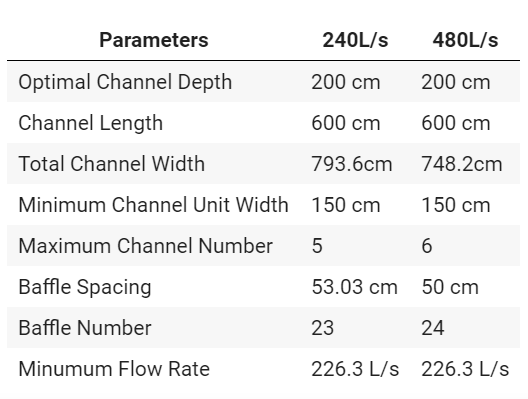 Parameters 240L/s 480L/s
Optimal Channel Depth 200 cm 200 cm
Channel Length 600 cm 600 cm
Total Channel Width 793.6cm 748.2cm
Minimum Channel Unit Width 150 cm 150 cm
Maximum Channel Number 5 6
Baffle Spacing 53.03 cm 50 cm
Baffle Number 23 24
Minumum Flow Rate 226.3 L/s 226.3 L/s